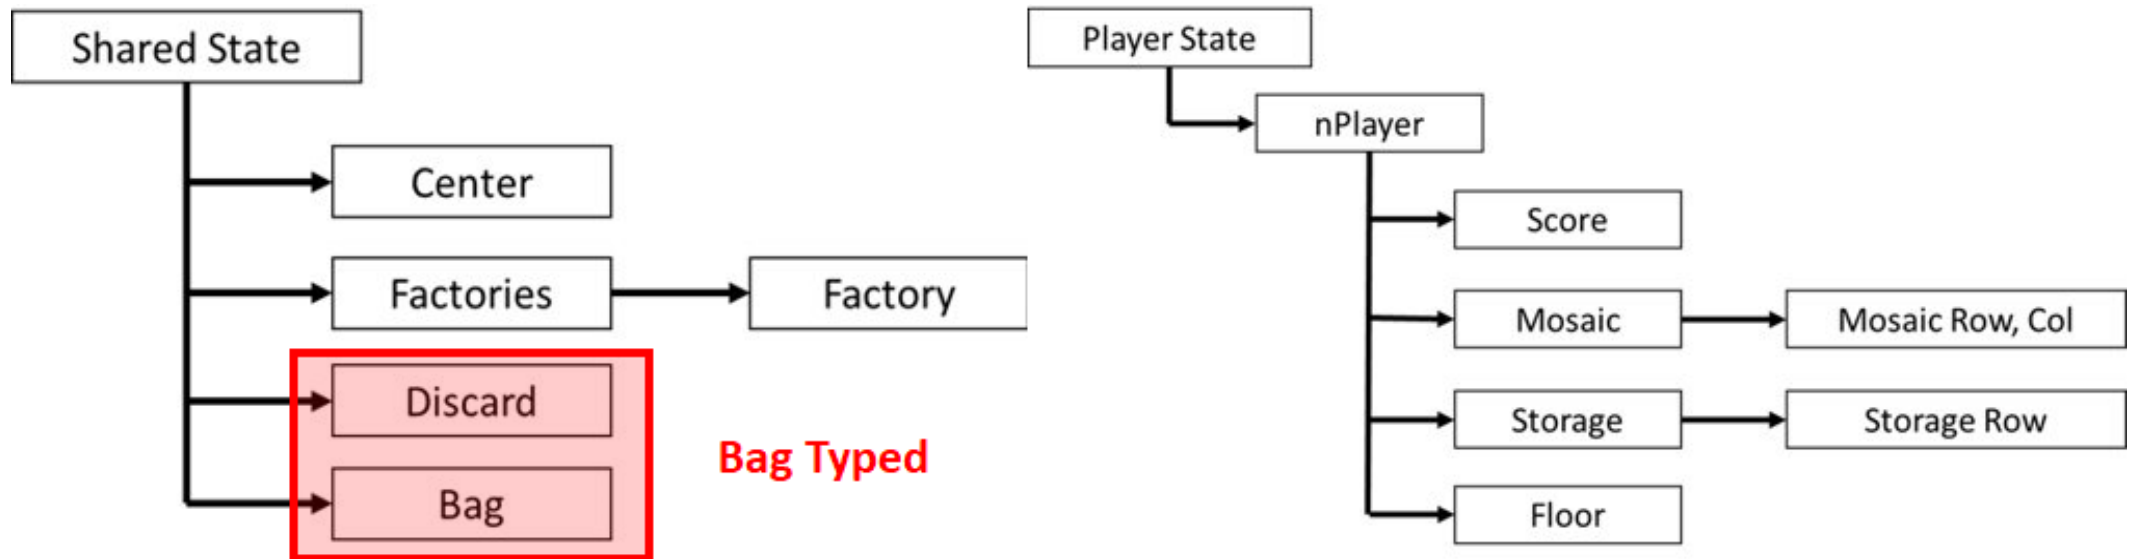 Shared State
Center
Factories
Factory
Discard
Bag
Bag Typed
Player State
nPlayer
Score
Mosaic
Mosaic Row, Col
Storage
Storage Row
Floor